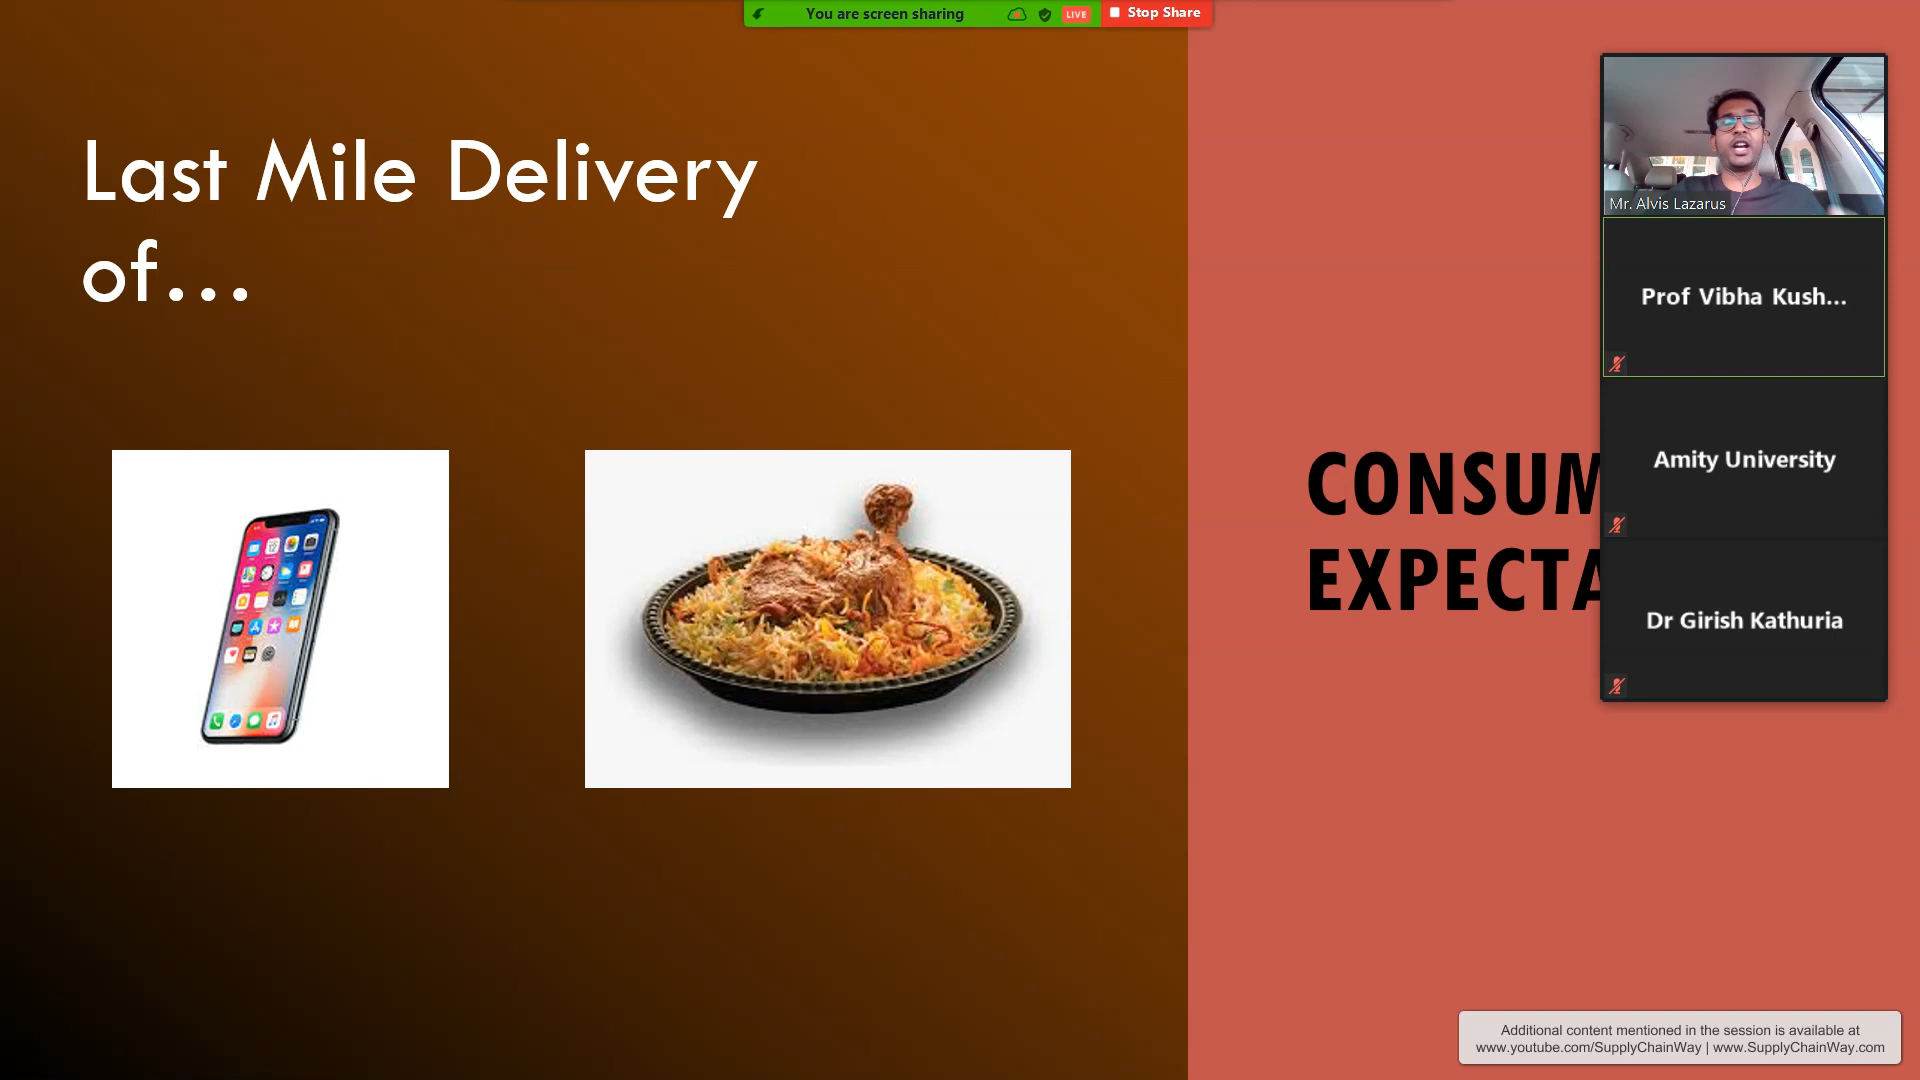 You are screen sharing
LIVE
Stop Share
Last Mile Delivery
of...
CONSUM
EXPECTA
Mr. Alvis Lazarus
Prof Vibha Kush...
Amity University
Dr Girish Kathuria
Additional content mentioned in the session is available at
www.youtube.com/SupplyChainWay | www.SupplyChainWay.com